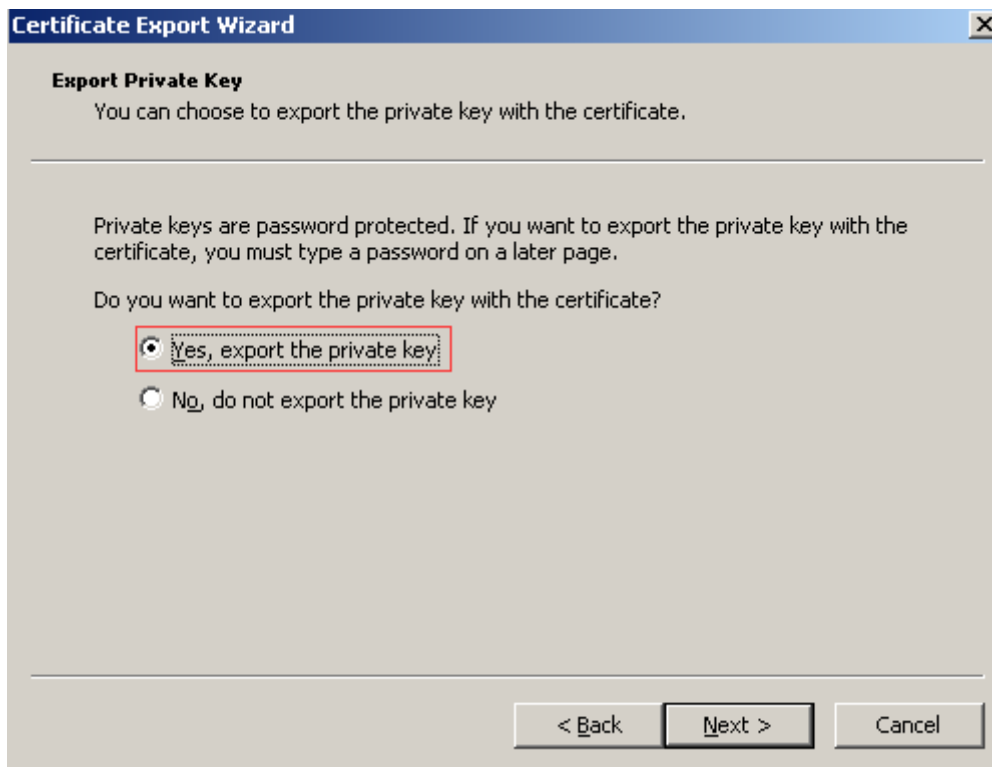 Certificate Export Wizard
Export Private Key
You can choose to export the private key with the certificate.
Private keys are password protected. If you want to export the private key with the
certificate, you must type a password on a later page.
Do you want to export the private key with the certificate?
Yes, export the private key
No, do not export the private key
< Back
Next >
Cancel